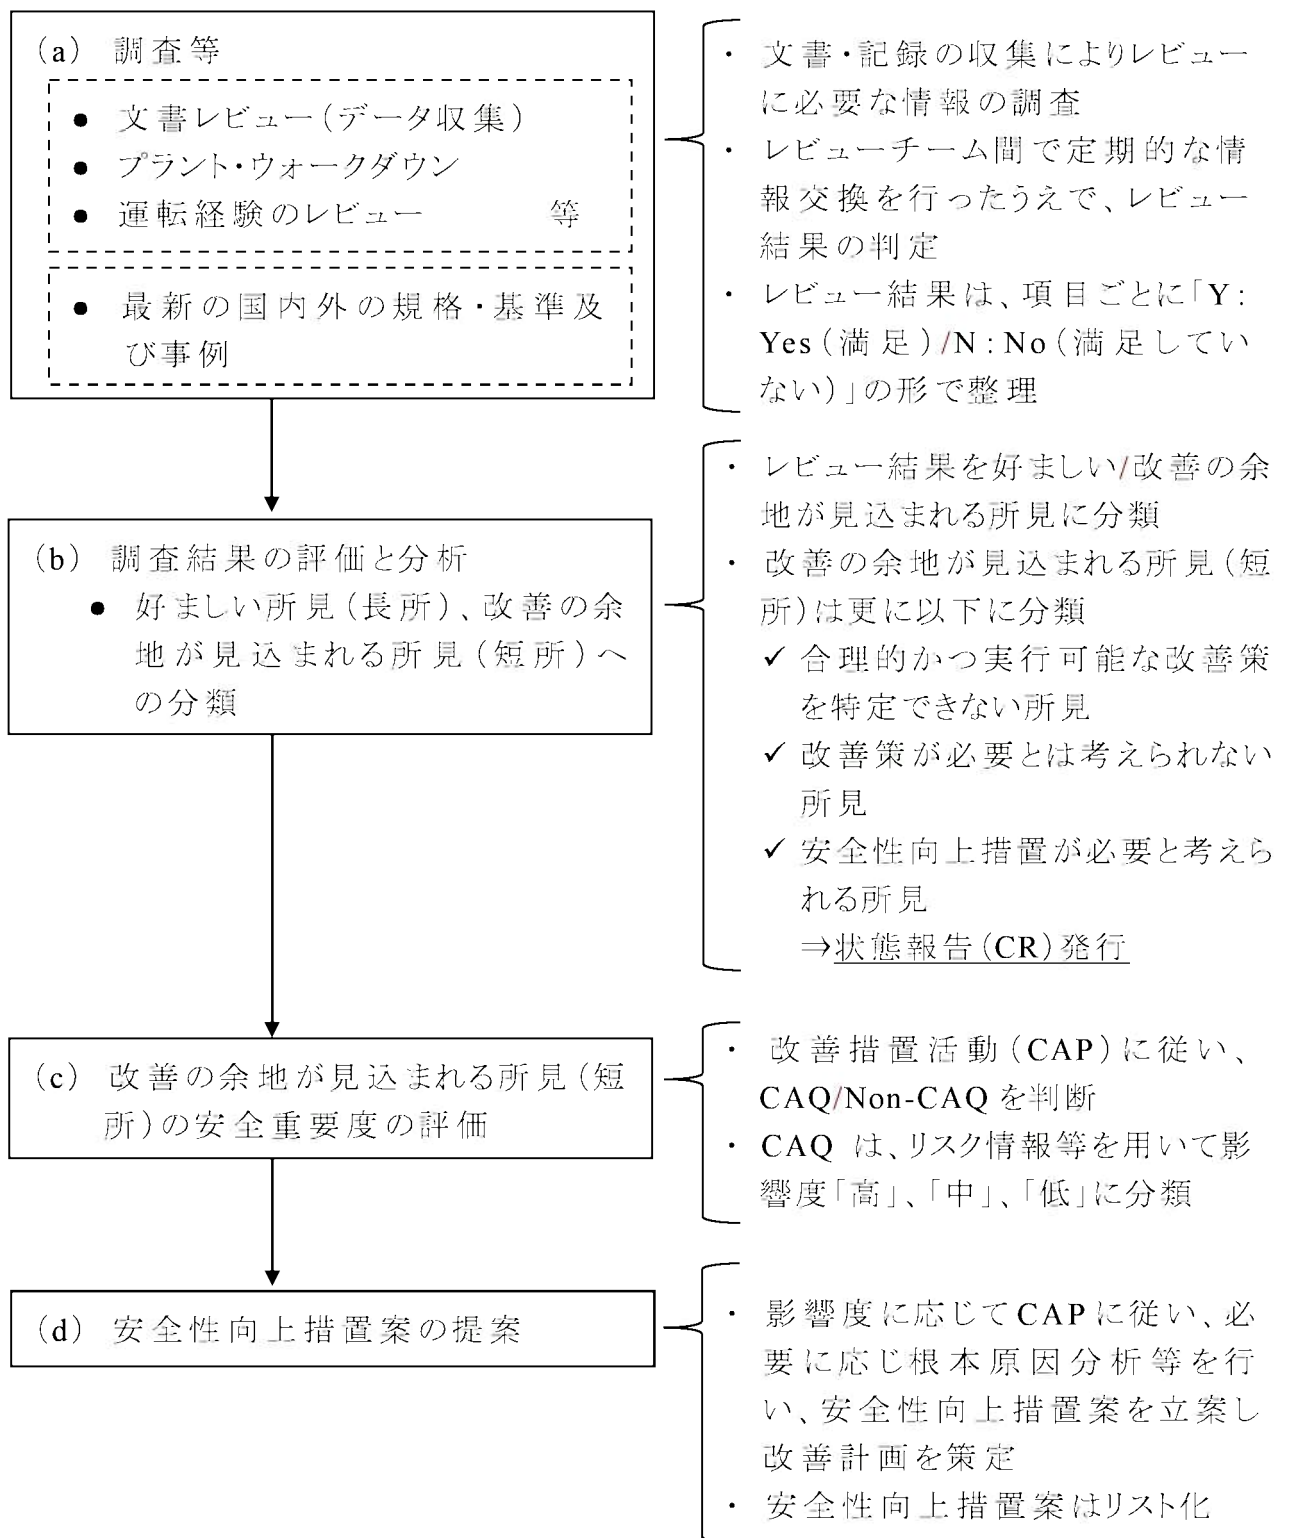 (a) 調査等
● 文書レビュー(データ収集)
● プラント・ウォークダウン
● 運転経験のレビュー 等
● 最新の国内外の規格・基準及
び事例
・ 文書・記録の収集によりレビュー
に必要な情報の調査
・ レビューチーム間で定期的な情
報交換を行ったうえで、レビュー
結果の判定
・ レビュー結果は、項目ごとに「Y:
Yes(満足)/N:No(満足してい
ない)」の形で整理
(b) 調査結果の評価と分析
● 好ましい所見(長所)、改善の余
地が見込まれる所見(短所)へ
の分類
・ レビュー結果を好ましい/改善の余
地が見込まれる所見に分類
・ 改善の余地が見込まれる所見(短
所)は更に以下に分類
✓ 合理的かつ実行可能な改善策
を特定できない所見
✓ 改善策が必要とは考えられない
所見
✓ 安全性向上措置が必要と考えら
れる所見
⇒状態報告(CR)発行
(c) 改善の余地が見込まれる所見(短
所)の安全重要度の評価
・ 改善措置活動(CAP)に従い、
CAQ/Non-CAQを判断
・ CAQ は、リスク情報等を用いて影
響度「高」、「中」、「低」に分類
(d) 安全性向上措置案の提案
・ 影響度に応じてCAPに従い、必
要に応じ根本原因分析等を行
い、安全性向上措置案を立案し
改善計画を策定
・ 安全性向上措置案はリスト化